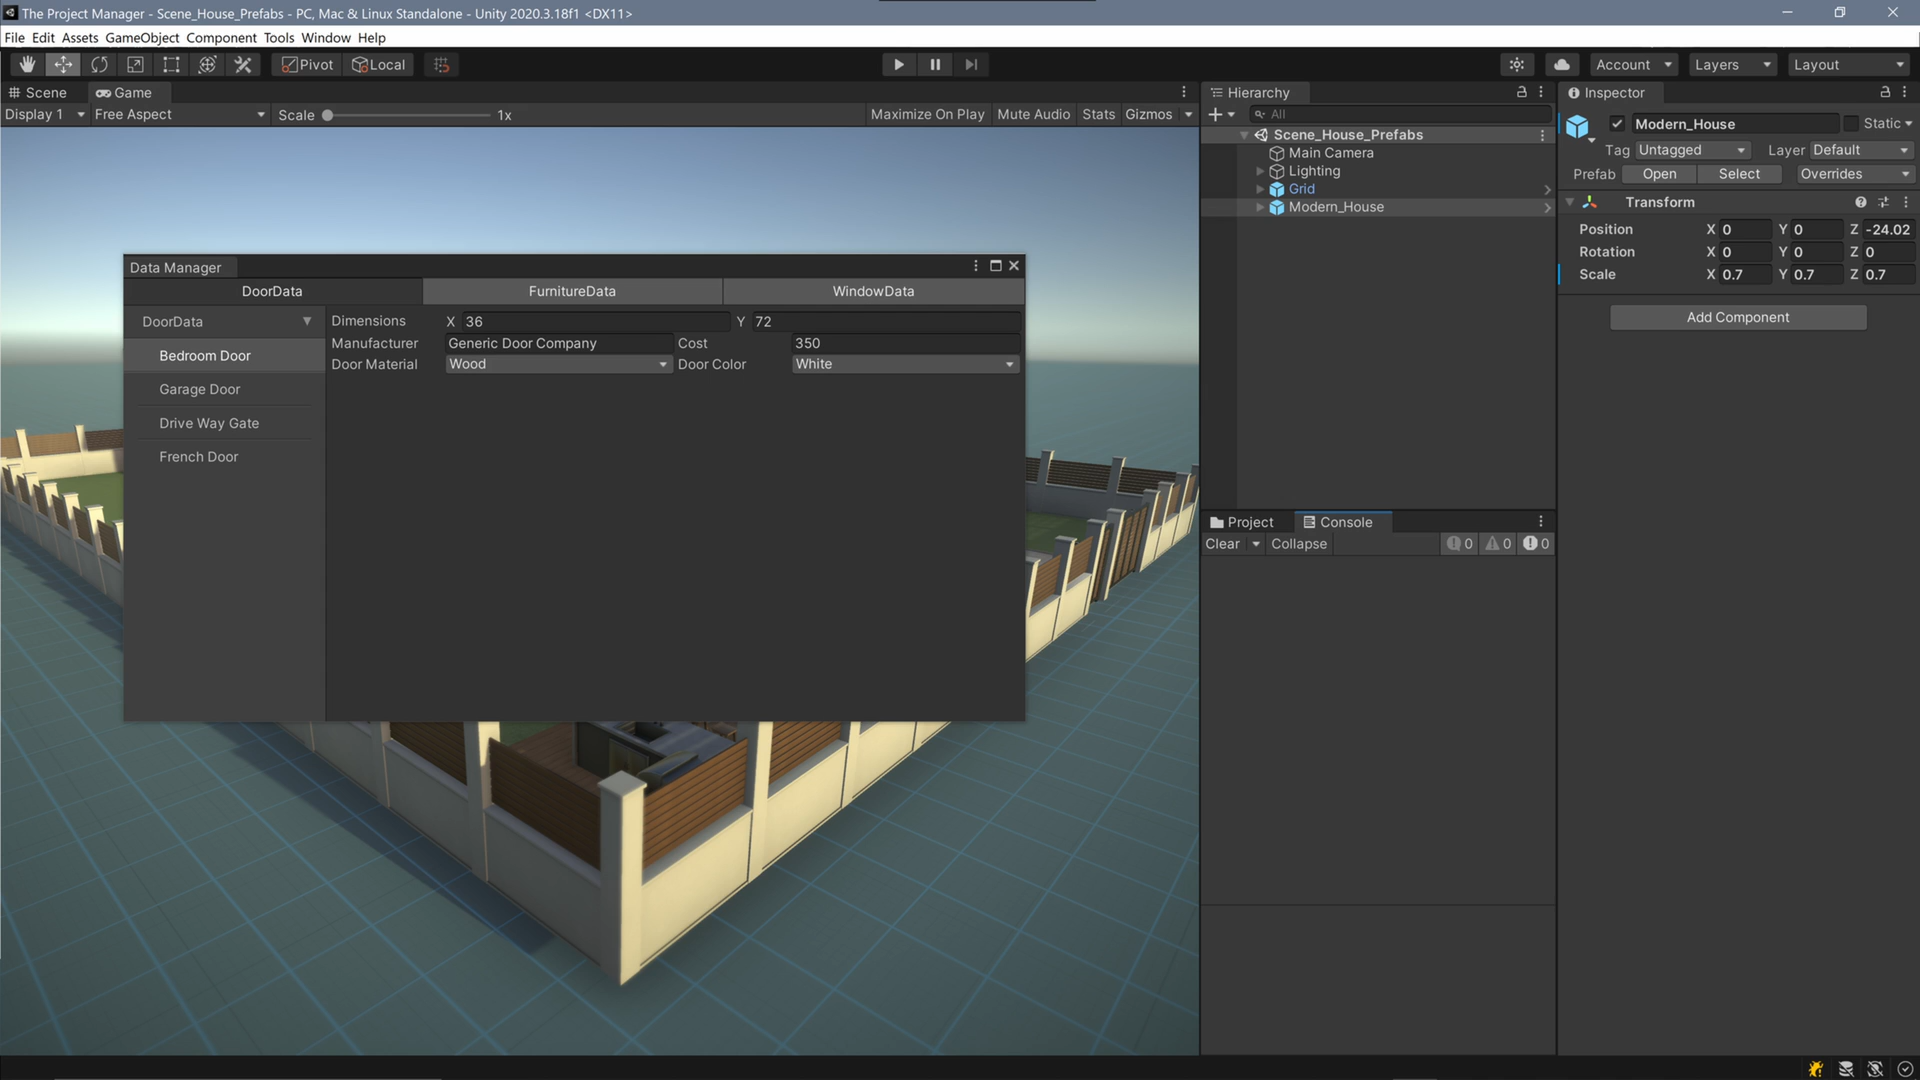 The Project Manager - Scene_House_Prefabs - PC, Mac & Linux Standalone - Unity 2020.3.18f1 <DX11>
File Edit Assets GameObject Component Tools Window Help
Pivot Local Account Layers Layout
Scene Game
Display 1 Free Aspect Scale 1x Maximize On Play Mute Audio Stats Gizmos
Data Manager
DoorData FurnitureData WindowData
DoorData
Bedroom Door
Garage Door
Drive Way Gate
French Door
Dimensions X 36 Y 72
Manufacturer Generic Door Company Cost 350
Door Material Wood Door Color White
Hierarchy
All
Scene_House_Prefabs
Main Camera
Lighting
Grid
Modern_House
Project Console
Clear Collapse 0 0 0
Inspector
Modern_House Static
Tag Untagged Layer Default
Prefab Open Select Overrides
Transform
Position X 0 Y 0 Z -24.02
Rotation X 0 Y 0 Z 0
Scale X 0.7 Y 0.7 Z 0.7
Add Component